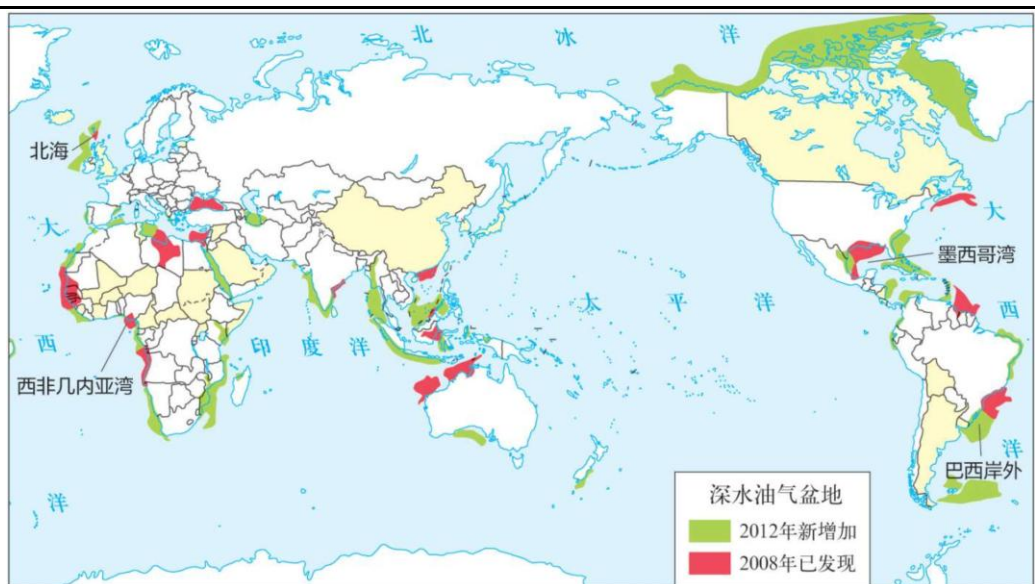 北 冰 洋
北海
大
大
墨西哥湾
太 平 洋
西
西
印 度 洋
西非几内亚湾
巴西岸外
洋
洋
深水油气盆地
2012年新增加
2008年已发现